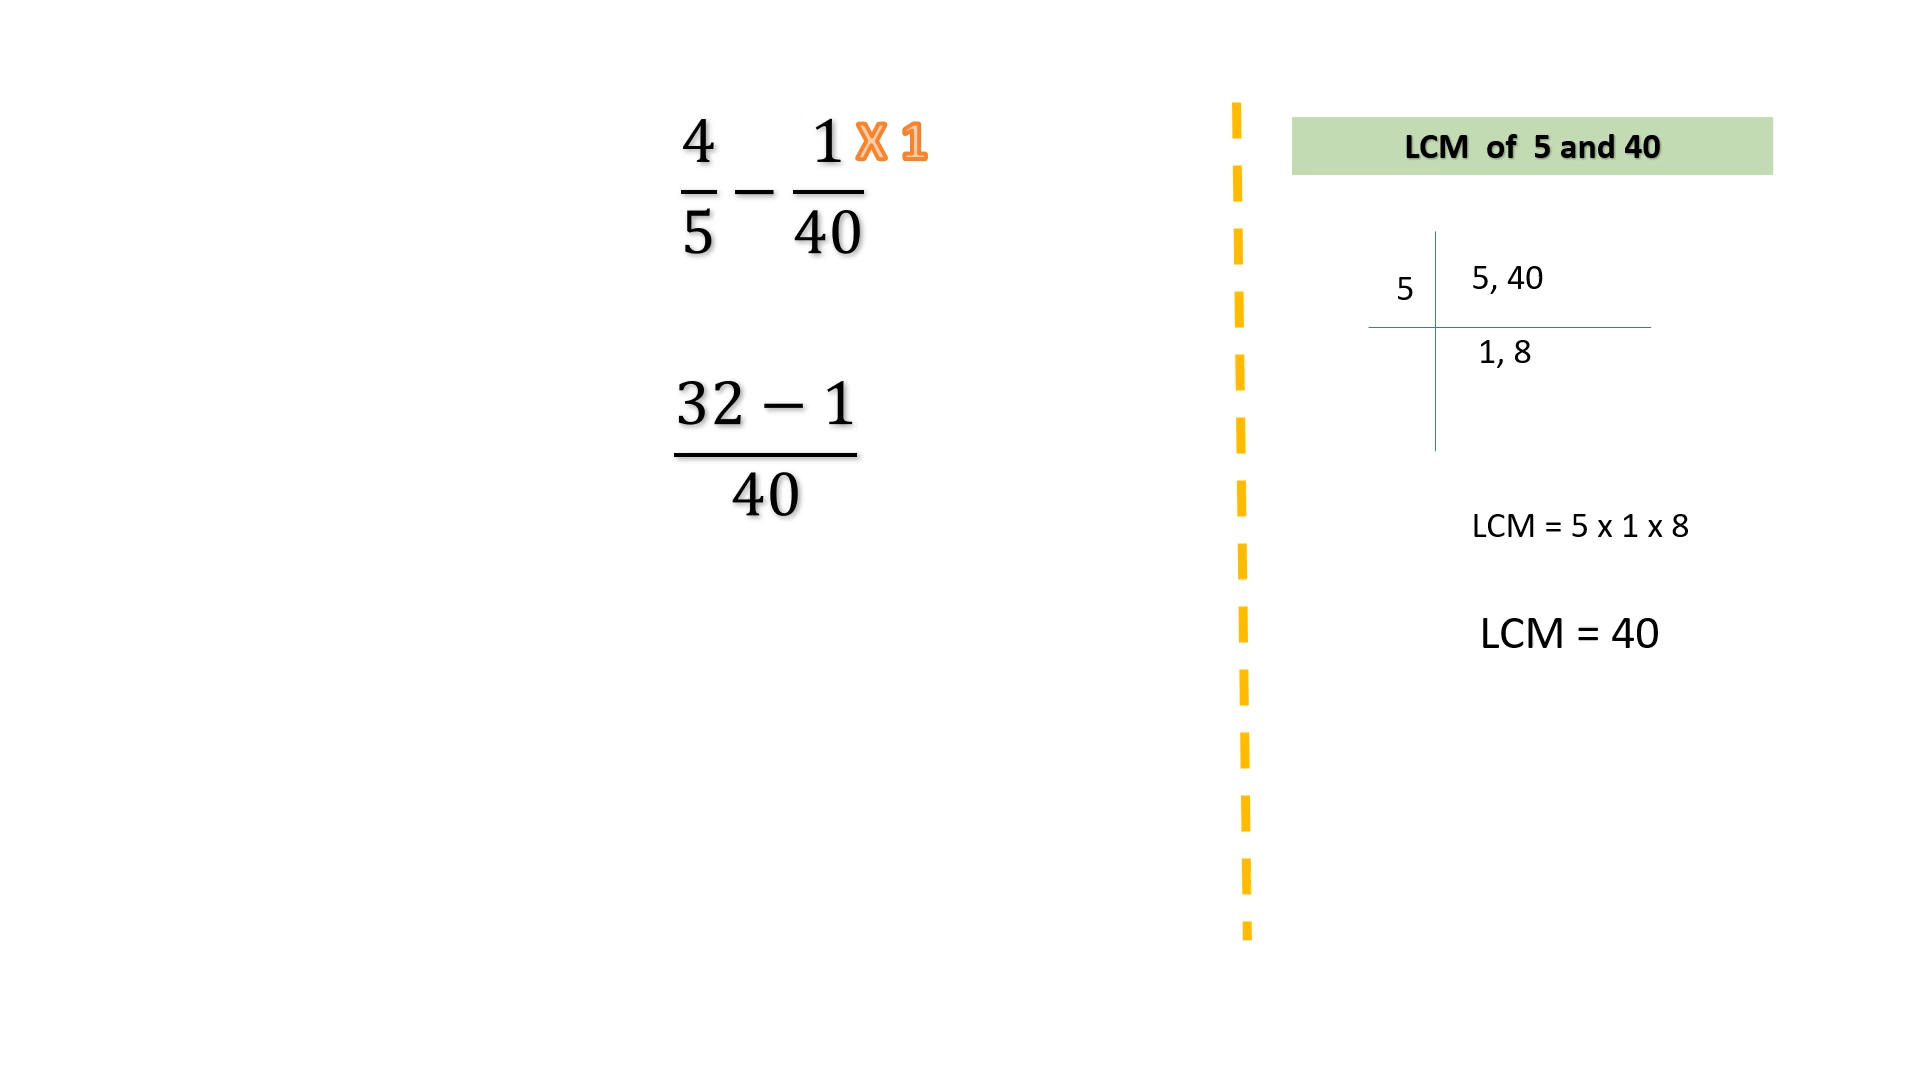 4/5 − 1/40 X 1
32 − 1
40
LCM of 5 and 40
5
5, 40
1, 8
LCM = 5 x 1 x 8
LCM = 40